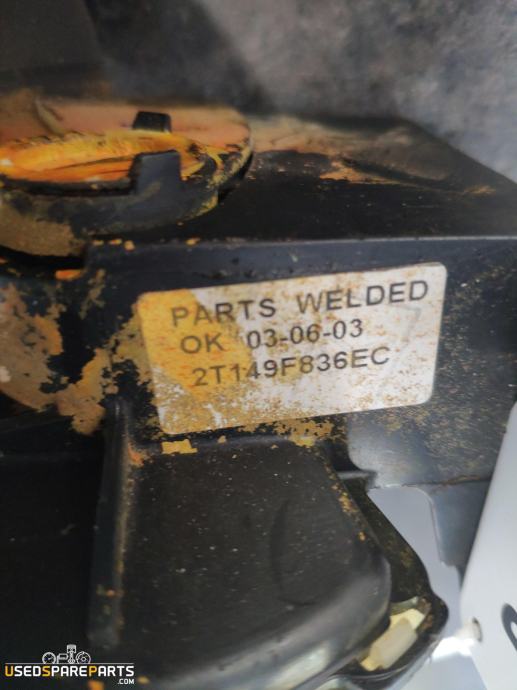 PARTS WELDED
OK 03-06-03
2T149F836EC
USEDSPAREPARTS
.COM